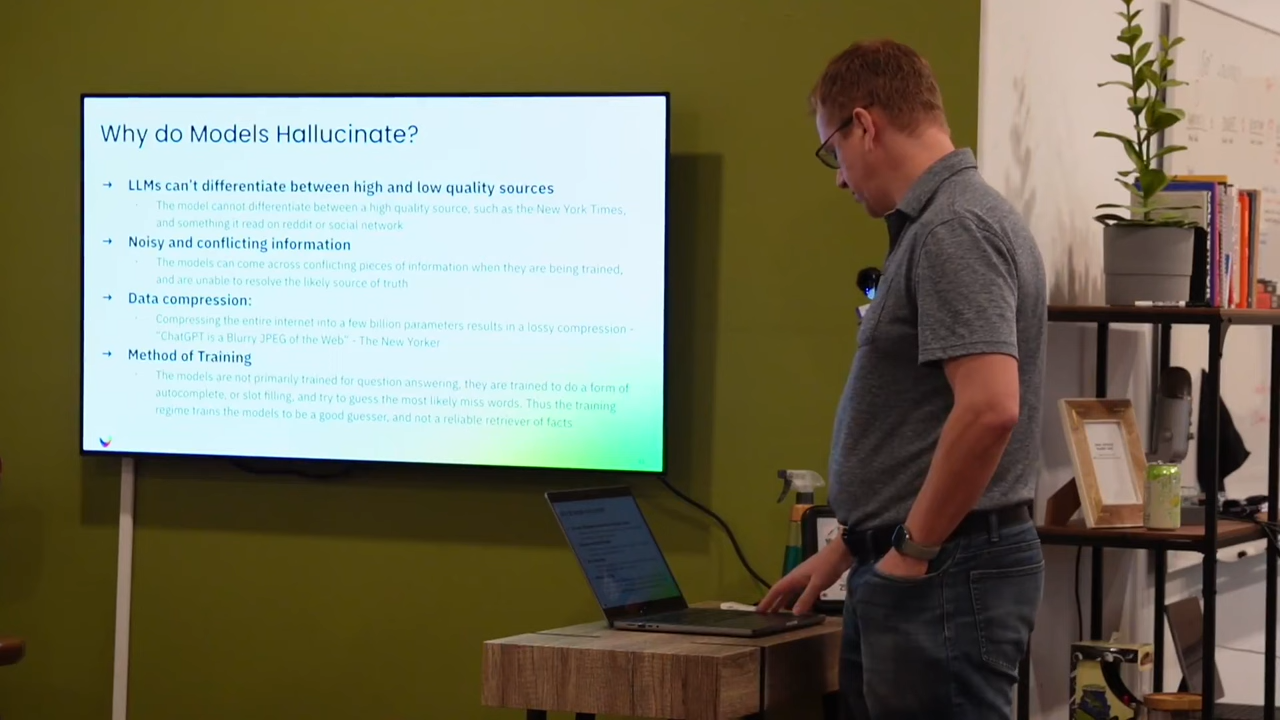 Why do Models Hallucinate?
→ LLMs can't differentiate between high and low quality sources
The model cannot differentiate between a high quality source, such as the New York Times,
and something it read on reddit or social network
→ Noisy and conflicting information
The models can come across conflicting pieces of information when they are being trained,
and are unable to resolve the likely source of truth
→ Data compression:
Compressing the entire internet into a few billion parameters results in a lossy compression -
"ChatGPT is a Blurry JPEG of the Web" - The New Yorker
→ Method of Training
The models are not primarily trained for question answering, they are trained to do a form of
autocomplete, or slot filling, and try to guess the most likely miss words. Thus the training
regime trains the models to be a good guesser, and not a reliable retriever of facts